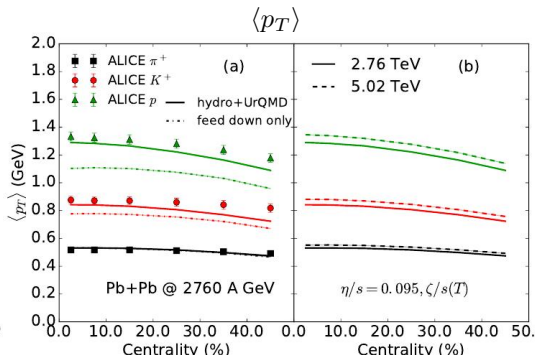 ⟨p_T⟩
2.0
1.8
1.6
1.4
1.2
1.0
0.8
0.6
0.4
0.2
0.0
⟨p_T⟩ (GeV)
ALICE π⁺
ALICE K⁺
ALICE p
(a)
hydro+UrQMD
feed down only
Pb+Pb @ 2760 A GeV
0.0 10.0 20.0 30.0 40.0
Centrality (%)
2.76 TeV
5.02 TeV
(b)
η/s = 0.095, ζ/s(T)
0.0 10.0 20.0 30.0 40.0 50.
Centrality (%)